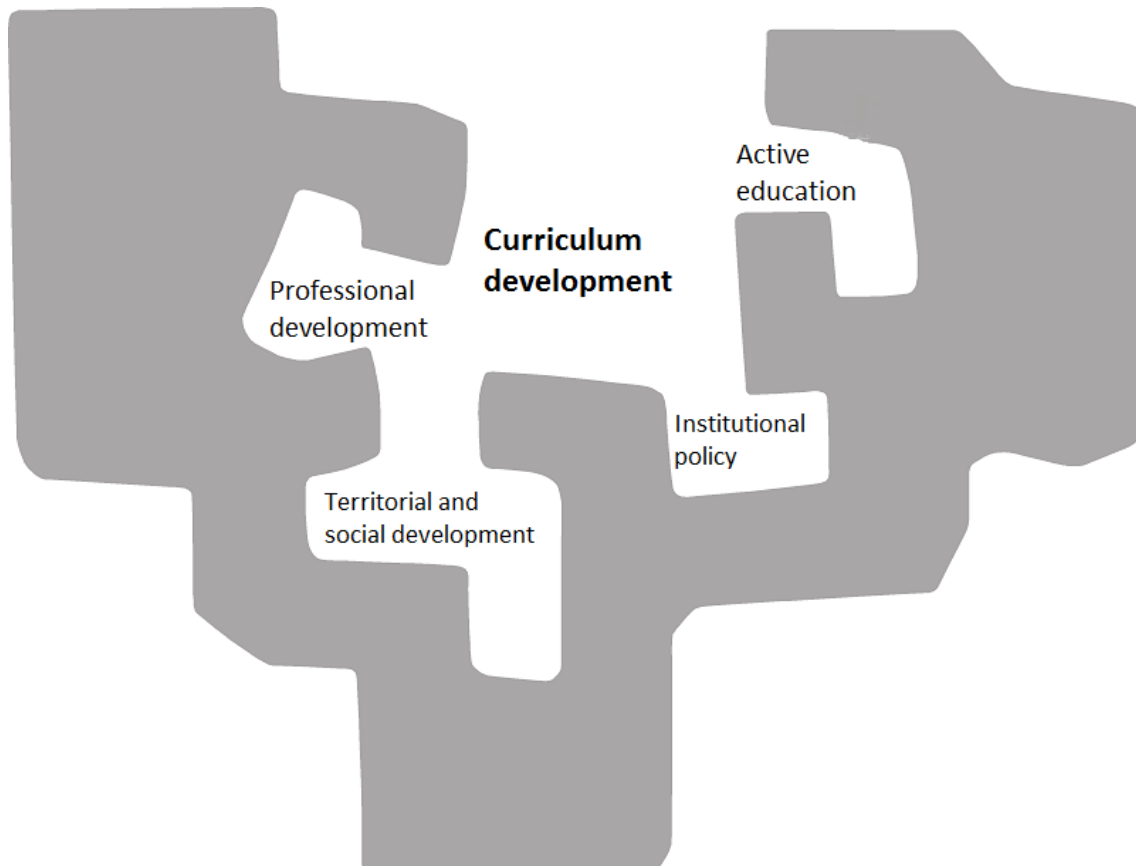 Active
education
Curriculum
development
Professional
development
Institutional
policy
Territorial and
social development